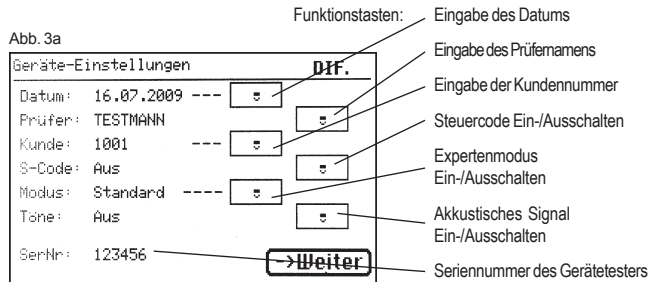 Funktionstasten:
Eingabe des Datums
Abb. 3a
Eingabe des Prüfernamens
Geräte-Einstellungen DIF.
Datum: 16.07.2009 ---
Eingabe der Kundennummer
Prüfer: TESTMANN
Kunde: 1001 ---
Steuercode Ein-/Ausschalten
S-Code: Aus
Expertenmodus
Ein-/Ausschalten
Modus: Standard ----
Töne: Aus
Akkustisches Signal
Ein-/Ausschalten
SerNr: 123456
->Weiter
Seriennummer des Gerätetesters